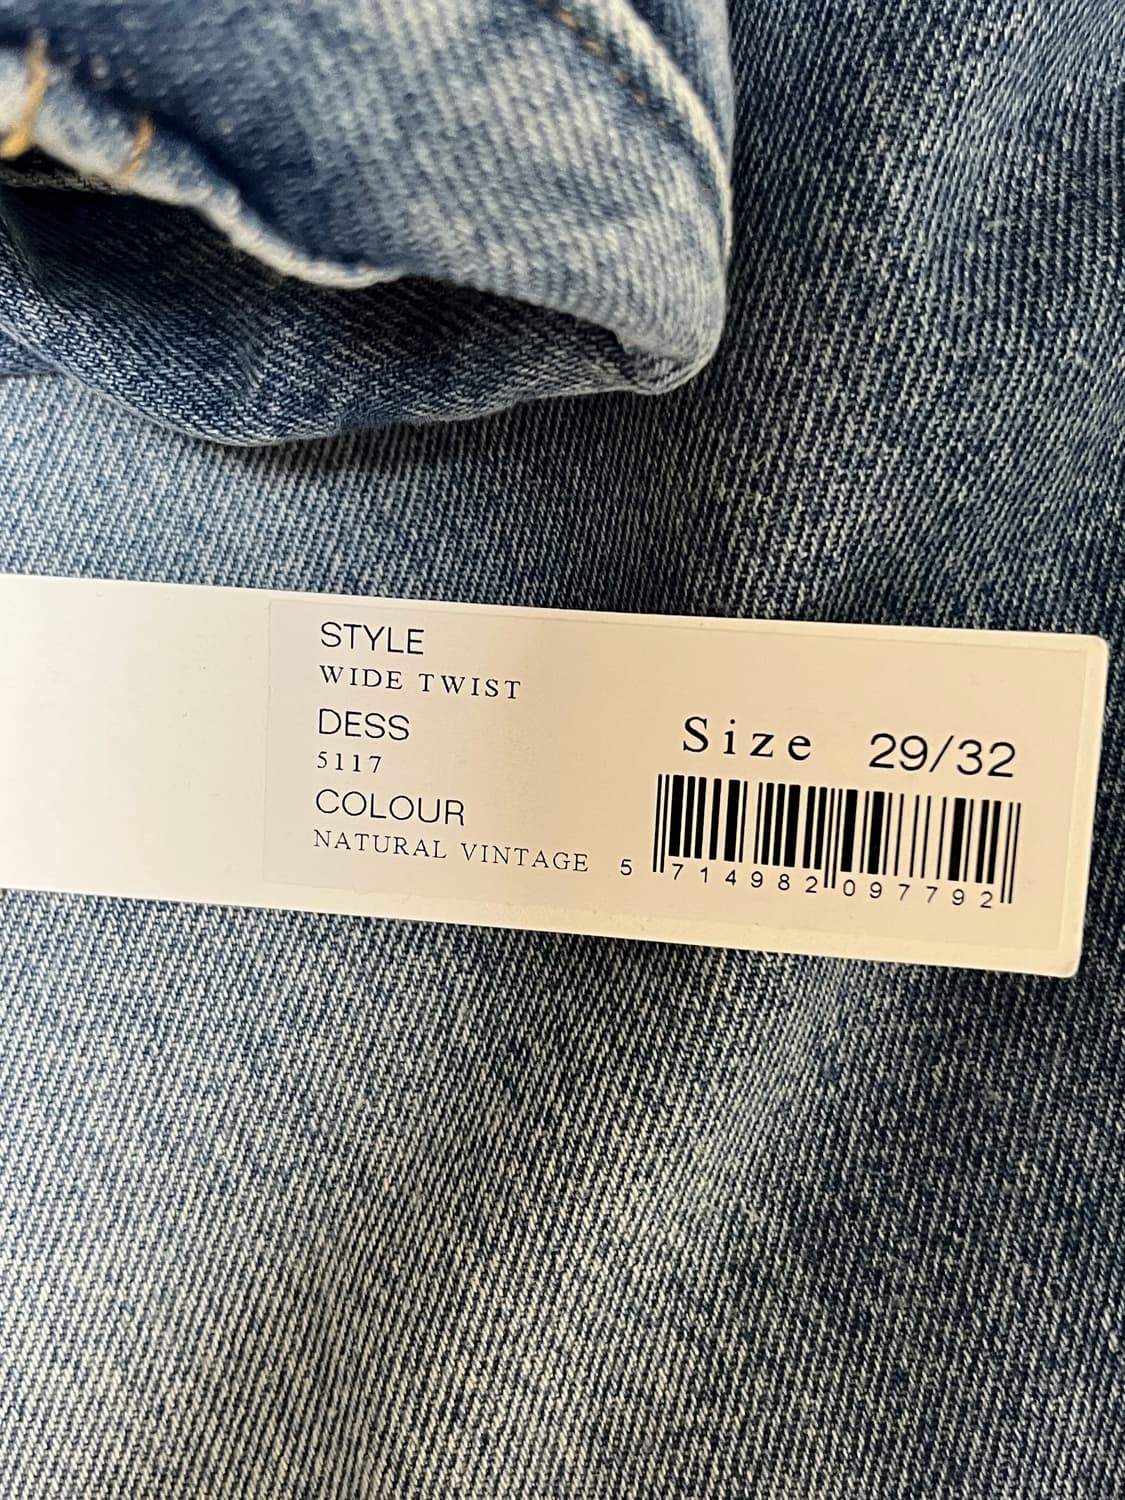 STYLE
WIDE TWIST
DESS
5117
COLOUR
NATURAL VINTAGE
Size 29/32
5 714982 097792